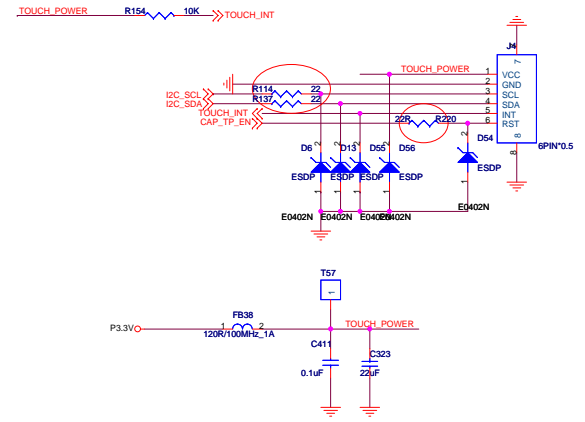 TOUCH_POWER R154 10K TOUCH_INT
J4
7
TOUCH_POWER 1 VCC
2 GND
I2C_SCL R114 22 3 SCL
I2C_SDA R137 22 4 SDA
TOUCH_INT 5 INT
CAP_TP_EN 22R R220 6 RST
8
8
6PIN*0.5
D6 D13 D55 D56 D54
2 2 2 2 2
ESDP ESDP ESDP ESDP ESDP
1 1 1 1 1
E0402N E0402N E0402N E0402N E0402N
T57
1
FB38
P3.3V 1 2 TOUCH_POWER
120R/100MHz_1A
C411 C323
0.1uF 22uF